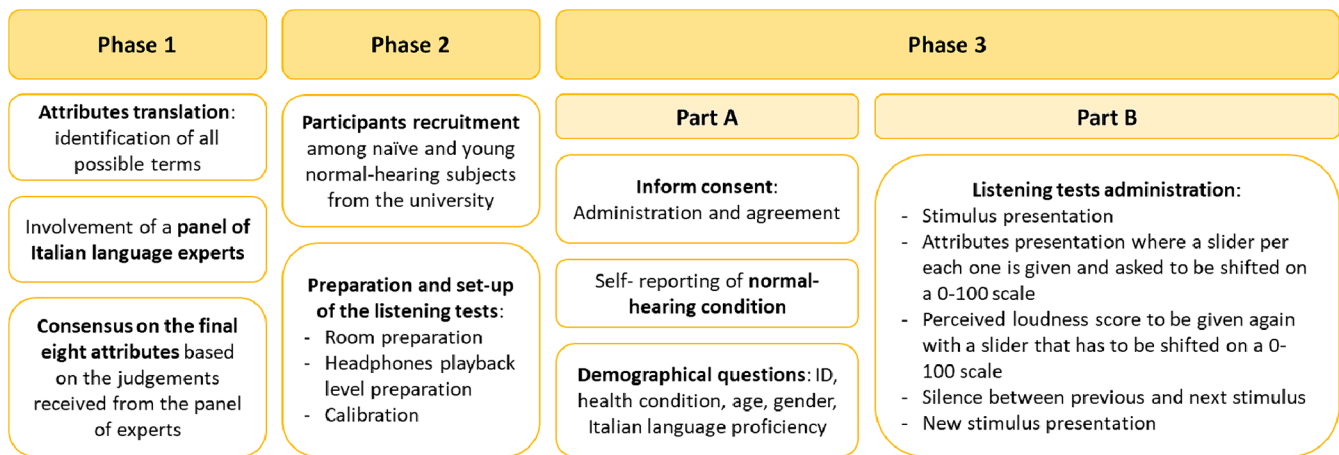 Phase 1
Attributes translation:
identification of all
possible terms
Involvement of a panel of
Italian language experts
Consensus on the final
eight attributes based
on the judgements
received from the panel
of experts
Phase 2
Participants recruitment
among naïve and young
normal-hearing subjects
from the university
Preparation and set-up
of the listening tests:
- Room preparation
- Headphones playback
level preparation
- Calibration
Phase 3
Part A
Inform consent:
Administration and agreement
Self- reporting of normal-
hearing condition
Demographical questions: ID,
health condition, age, gender,
Italian language proficiency
Part B
Listening tests administration:
- Stimulus presentation
- Attributes presentation where a slider per
each one is given and asked to be shifted on
a 0-100 scale
- Perceived loudness score to be given again
with a slider that has to be shifted on a 0-
100 scale
- Silence between previous and next stimulus
- New stimulus presentation